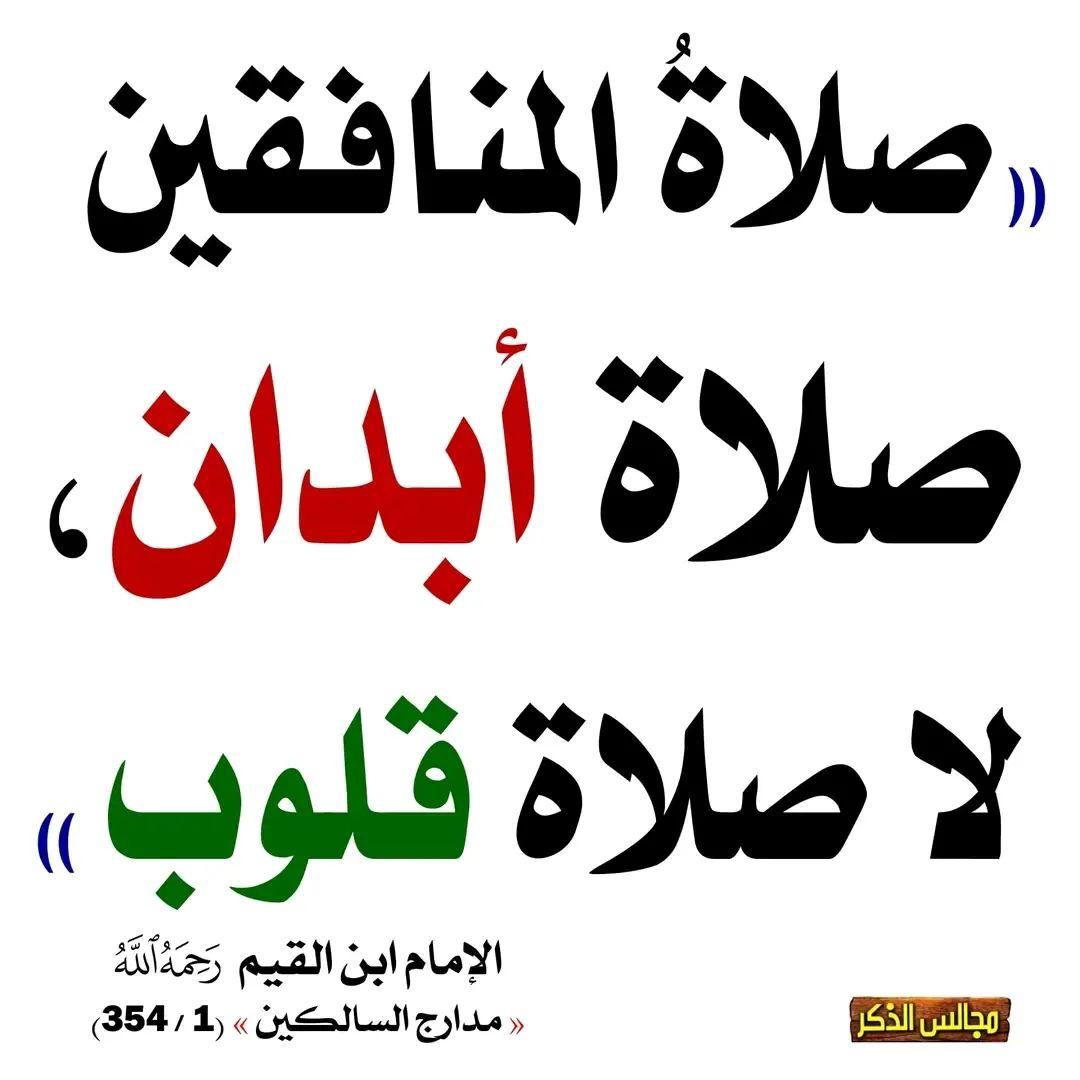 (( صلاةُ المنافقين
صلاة أبدان ،
لا صلاة قلوب ))
الإمام ابن القيم رَحِمَهُ ٱللَّهُ
« مدارج السالكين » (1 / 354)
مجالس الذكر